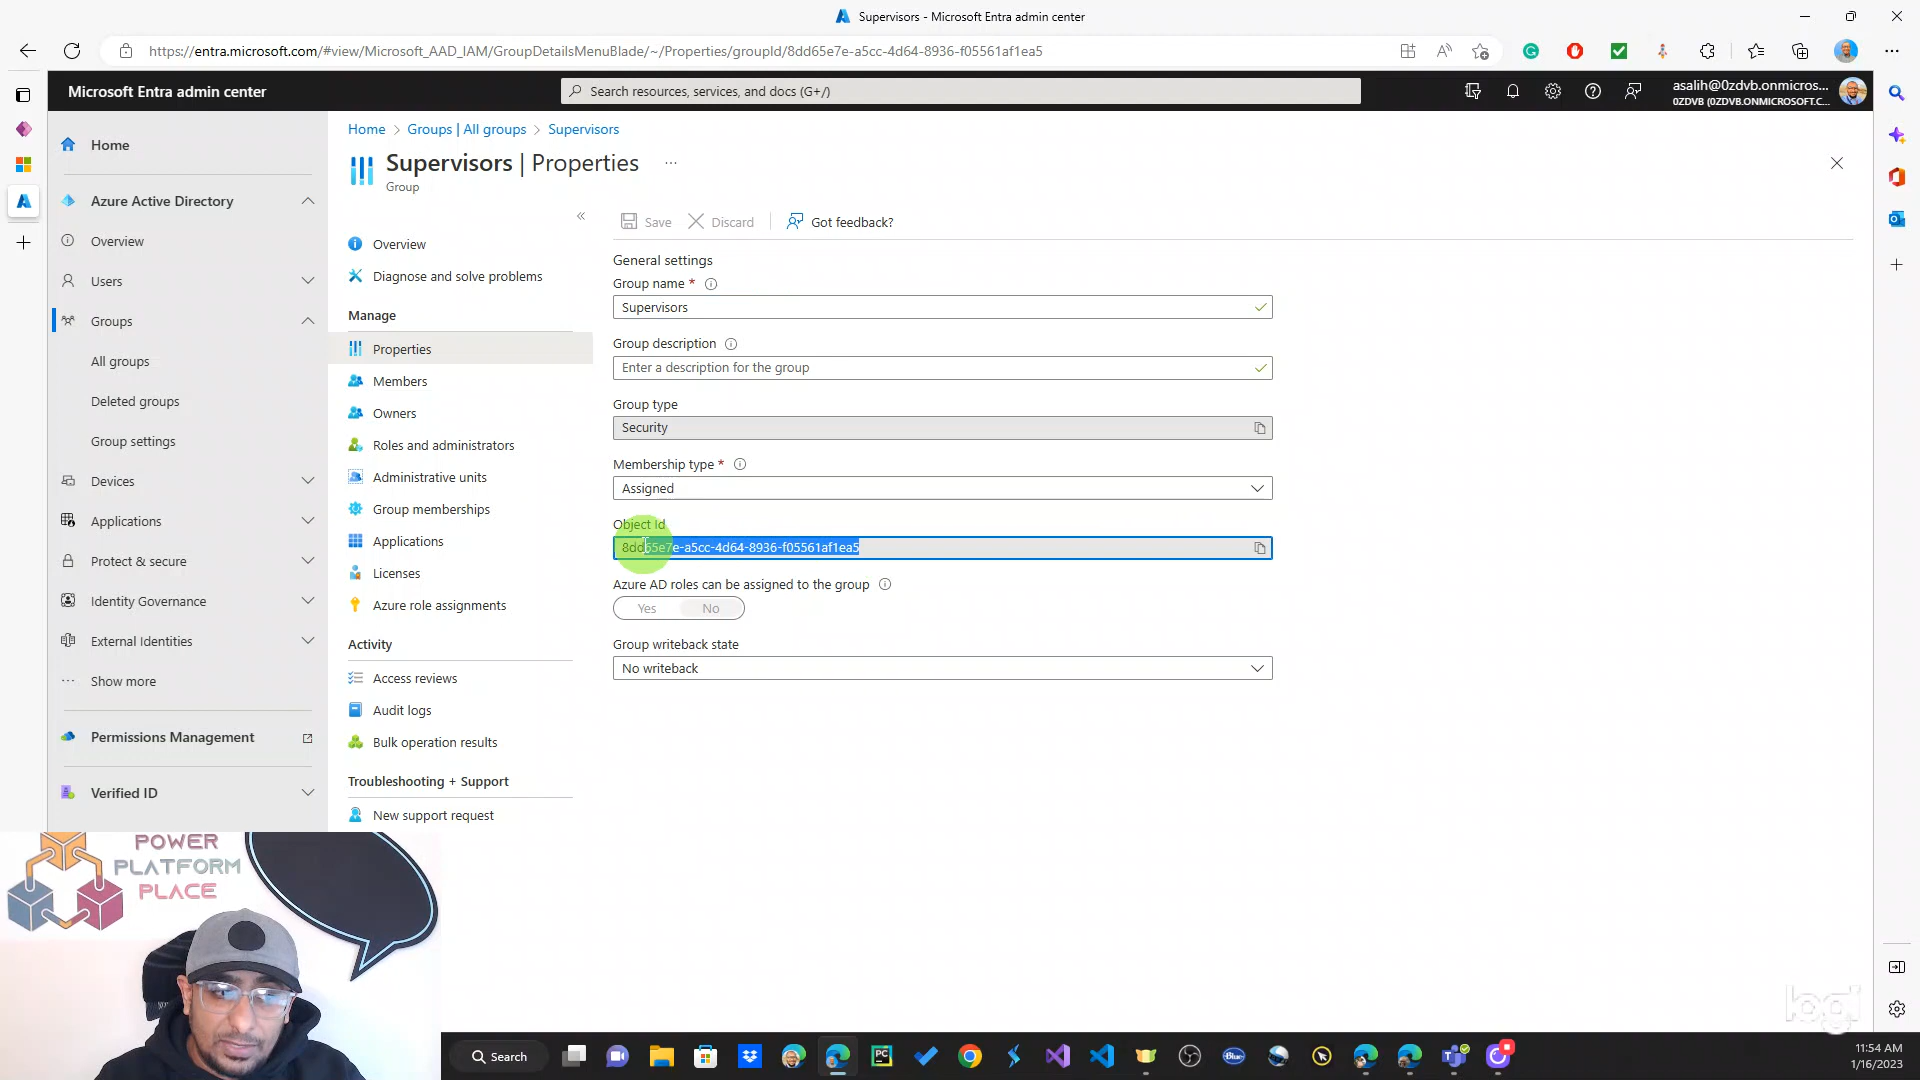 Supervisors - Microsoft Entra admin center
https://entra.microsoft.com/#view/Microsoft_AAD_IAM/GroupDetailsMenuBlade/~/Properties/groupId/8dd65e7e-a5cc-4d64-8936-f05561af1ea5
Microsoft Entra admin center
Search resources, services, and docs (G+/)
asalih@0zdvb.onmicros...
0ZDVB (0ZDVB.ONMICROSOFT.C...
Home
Azure Active Directory
Overview
Users
Groups
All groups
Deleted groups
Group settings
Devices
Applications
Protect & secure
Identity Governance
External Identities
Show more
Permissions Management
Verified ID
Home > Groups | All groups > Supervisors
Supervisors | Properties ...
Group
Overview
Diagnose and solve problems
Manage
Properties
Members
Owners
Roles and administrators
Administrative units
Group memberships
Applications
Licenses
Azure role assignments
Activity
Access reviews
Audit logs
Bulk operation results
Troubleshooting + Support
New support request
Save Discard Got feedback?
General settings
Group name *
Supervisors
Group description
Enter a description for the group
Group type
Security
Membership type *
Assigned
Object Id
8dd65e7e-a5cc-4d64-8936-f05561af1ea5
Azure AD roles can be assigned to the group
Yes No
Group writeback state
No writeback
POWER
PLATFORM
PLACE
logi
Search
PC
Blue
11:54 AM
1/16/2023